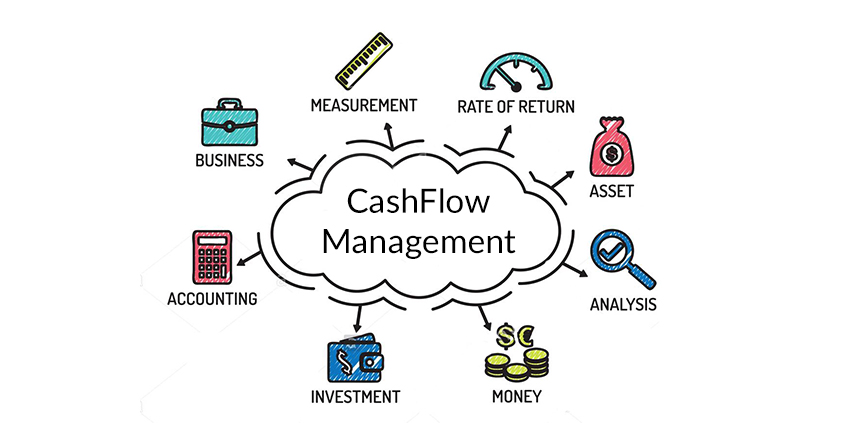 MEASUREMENT
RATE OF RETURN
BUSINESS
ASSET
CashFlow
Management
ACCOUNTING
ANALYSIS
INVESTMENT
MONEY
$
$
$ €